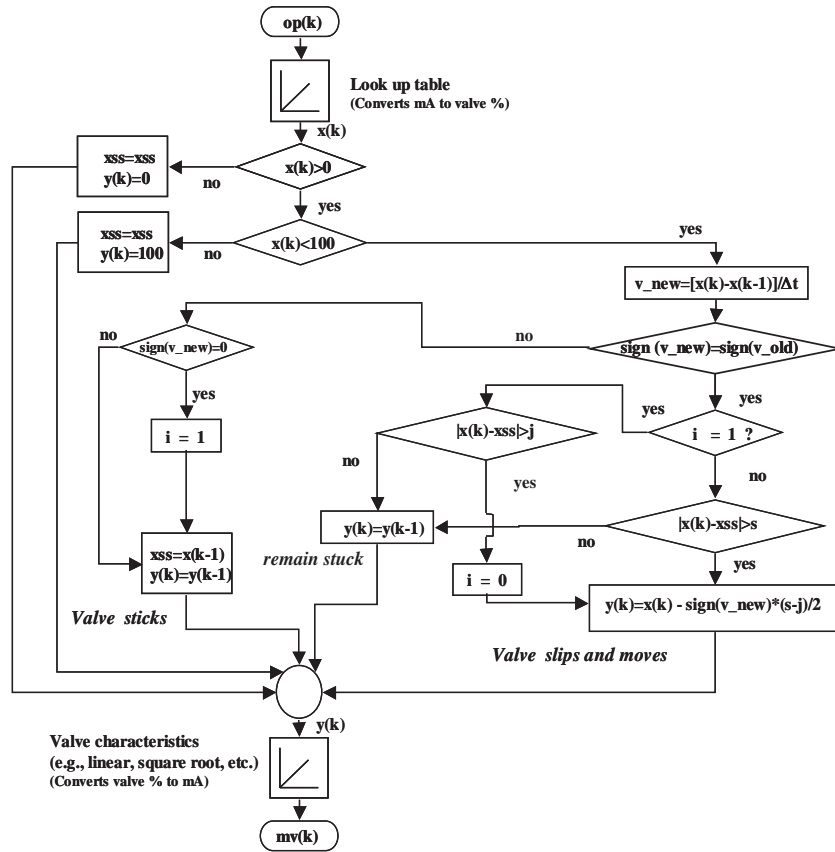 op(k)
Look up table
(Converts mA to valve %)
x(k)
xss=xss
y(k)=0
no
x(k)>0
yes
xss=xss
y(k)=100
no
x(k)<100
yes
v_new=[x(k)-x(k-1)]/Δt
no
sign(v_new)=0
no
sign (v_new)=sign(v_old)
yes
yes
yes
i = 1
|x(k)-xss|>j
i = 1 ?
no
yes
no
|x(k)-xss|>s
y(k)=y(k-1)
no
xss=x(k-1)
y(k)=y(k-1)
remain stuck
yes
i = 0
y(k)=x(k) - sign(v_new)*(s-j)/2
Valve sticks
Valve slips and moves
y(k)
Valve characteristics
(e.g., linear, square root, etc.)
(Converts valve % to mA)
mv(k)